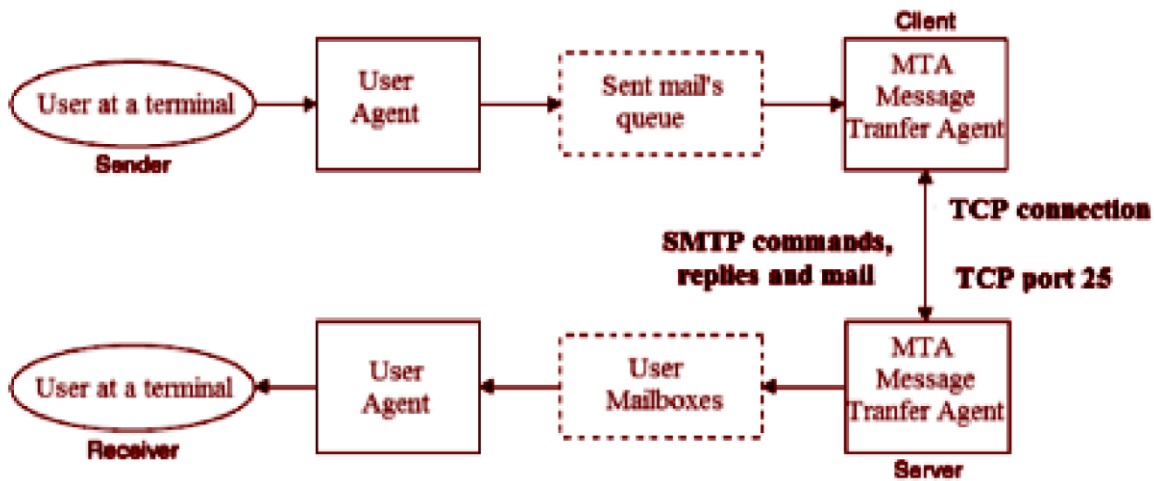 Client
User at a terminal
Sender
User
Agent
Sent mail's
queue
MTA
Message
Tranfer Agent
TCP connection
SMTP commands,
replies and mail
TCP port 25
User at a terminal
Receiver
User
Agent
User
Mailboxes
MTA
Message
Tranfer Agent
Server